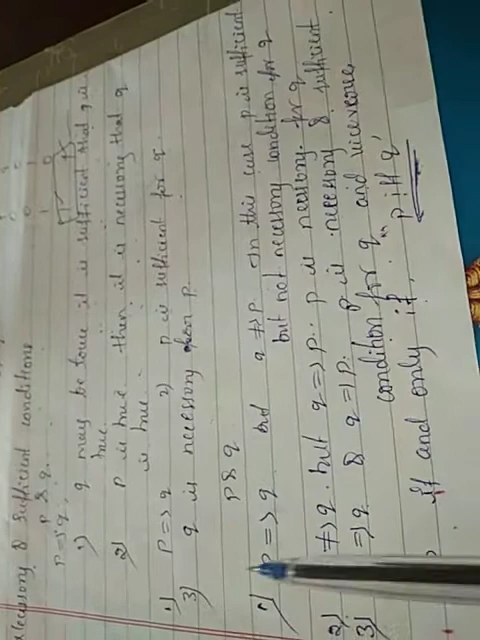 Necessary & Sufficient conditions
p & q
p => q,
1) q may be true it is sufficient that q is
true.
2) p is true then it is necessary that q
is true.
1) p => q 2) p is sufficient for q.
3) q is necessary for p.
p & q
1) p => q but q ≠> p. In this case p is sufficient
but not necessary condition for q
2) ≠> q. but q => p. p is necessary for q
3) => q & q => p. p is necessary & sufficient
condition for q and vice versa
If and only if, p iff q,